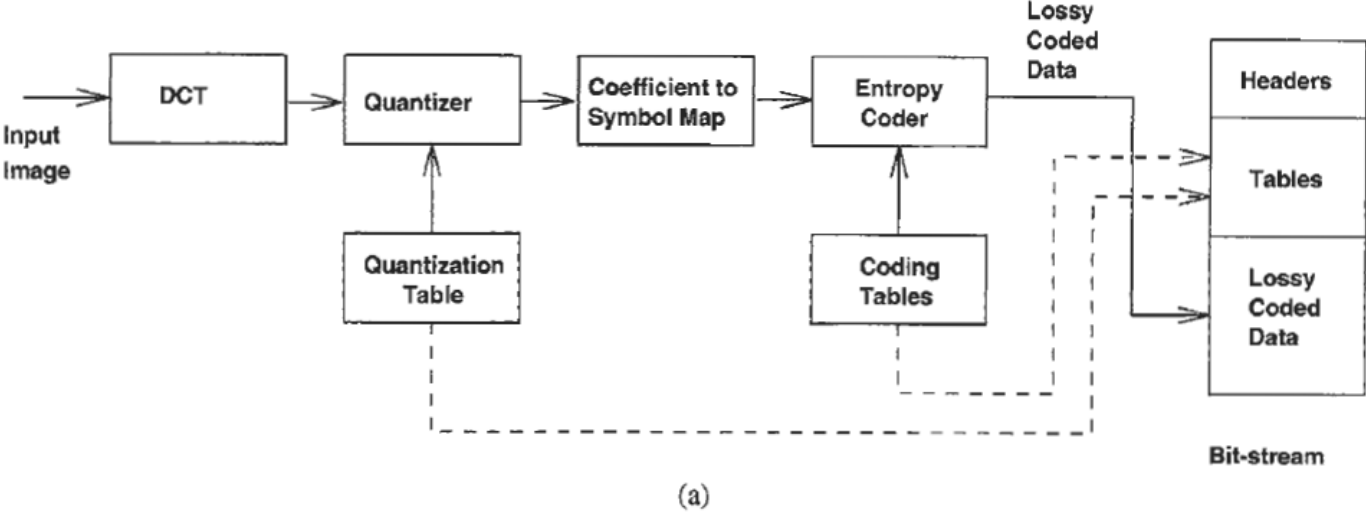 Lossy
Coded
Data
Headers
DCT
Quantizer
Coefficient to
Symbol Map
Entropy
Coder
Input
Image
Tables
Quantization
Table
Coding
Tables
Lossy
Coded
Data
Bit-stream
(a)